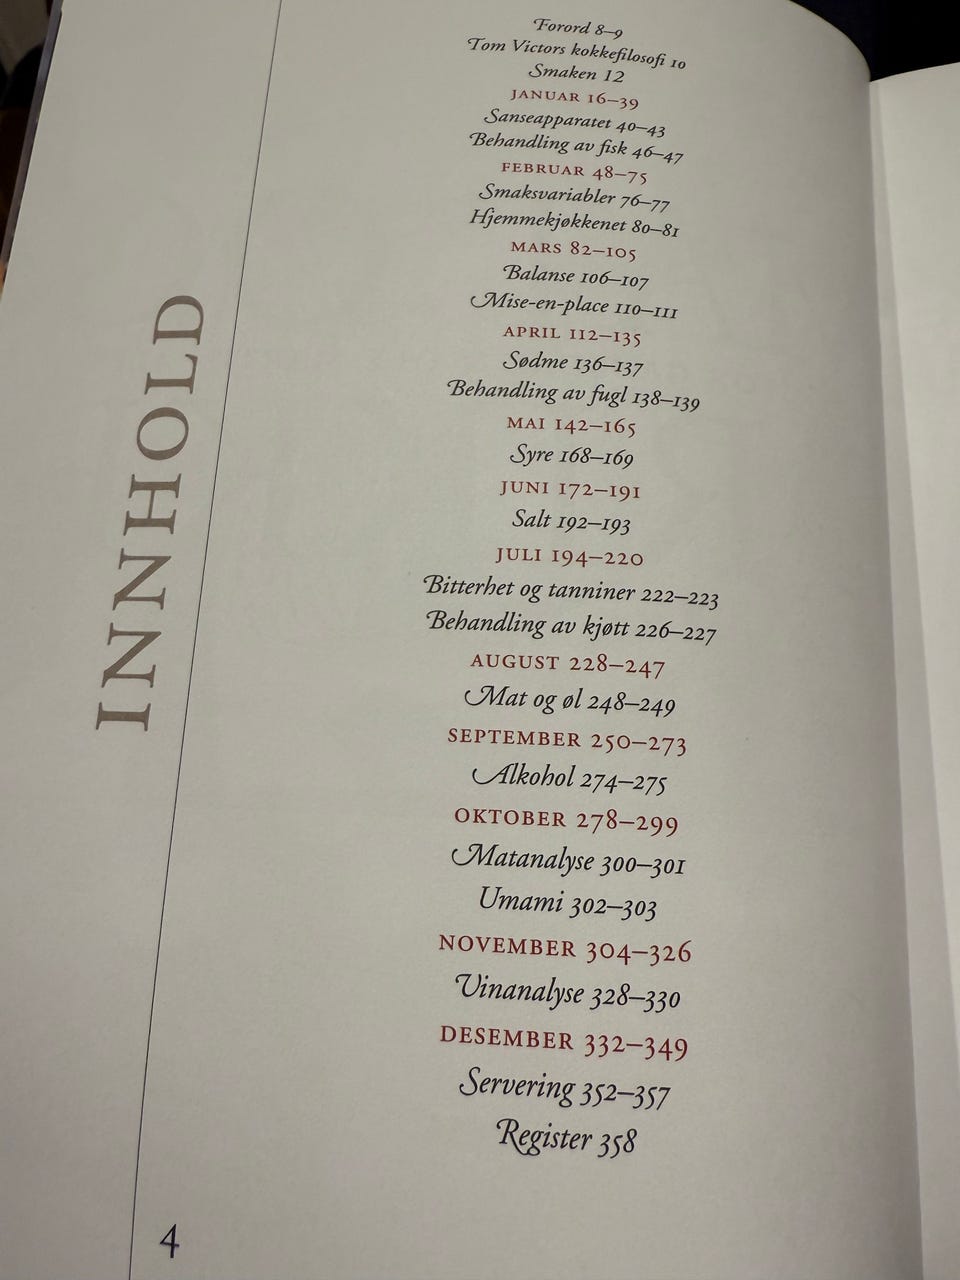 INNHOLD
Forord 8–9
Tom Victors kokkefilosofi 10
Smaken 12
JANUAR 16–39
Sanseapparatet 40–43
Behandling av fisk 46–47
FEBRUAR 48–75
Smaksvariabler 76–77
Hjemmekjøkkenet 80–81
MARS 82–105
Balanse 106–107
Mise-en-place 110–111
APRIL 112–135
Sødme 136–137
Behandling av fugl 138–139
MAI 142–165
Syre 168–169
JUNI 172–191
Salt 192–193
JULI 194–220
Bitterhet og tanniner 222–223
Behandling av kjøtt 226–227
AUGUST 228–247
Mat og øl 248–249
SEPTEMBER 250–273
Alkohol 274–275
OKTOBER 278–299
Matanalyse 300–301
Umami 302–303
NOVEMBER 304–326
Vinanalyse 328–330
DESEMBER 332–349
Servering 352–357
Register 358
4